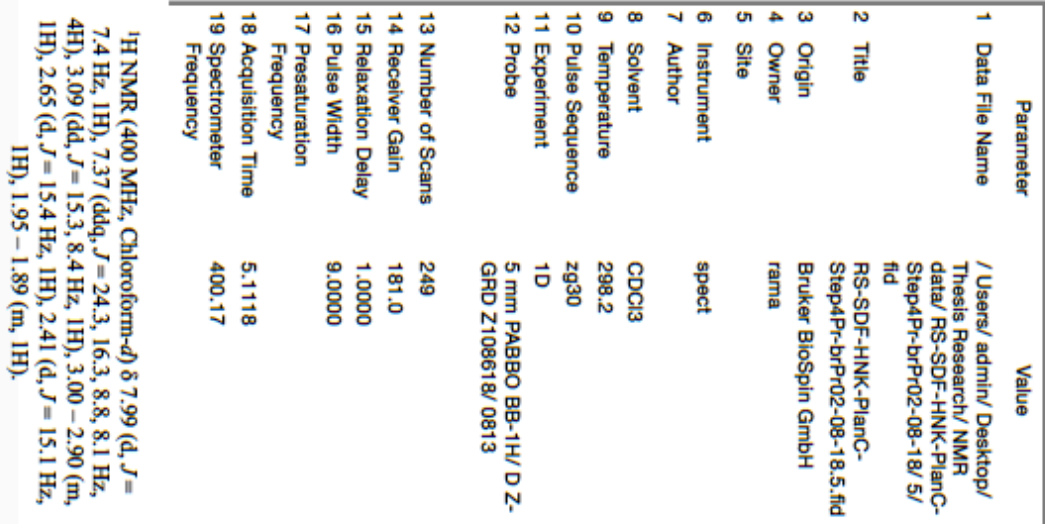 Parameter Value
1 Data File Name / Users/ admin/ Desktop/
Thesis Research/ NMR
data/ RS-SDF-HNK-PlanC-
Step4Pr-brPr02-08-18/ 5/
fid
2 Title RS-SDF-HNK-PlanC-
Step4Pr-brPr02-08-18.5.fid
3 Origin Bruker BioSpin GmbH
4 Owner rama
5 Site
6 Instrument spect
7 Author
8 Solvent CDCl3
9 Temperature 298.2
10 Pulse Sequence zg30
11 Experiment 1D
12 Probe 5 mm PABBO BB-1H/ D Z-
GRD Z108618/ 0813
13 Number of Scans 249
14 Receiver Gain 181.0
15 Relaxation Delay 1.0000
16 Pulse Width 9.0000
17 Presaturation
Frequency
18 Acquisition Time 5.1118
19 Spectrometer 400.17
Frequency
¹H NMR (400 MHz, Chloroform-d) δ 7.99 (d, J =
7.4 Hz, 1H), 7.37 (ddq, J = 24.3, 16.3, 8.8, 8.1 Hz,
4H), 3.09 (dd, J = 15.3, 8.4 Hz, 1H), 3.00 – 2.90 (m,
1H), 2.65 (d, J = 15.4 Hz, 1H), 2.41 (d, J = 15.1 Hz,
1H), 1.95 – 1.89 (m, 1H).